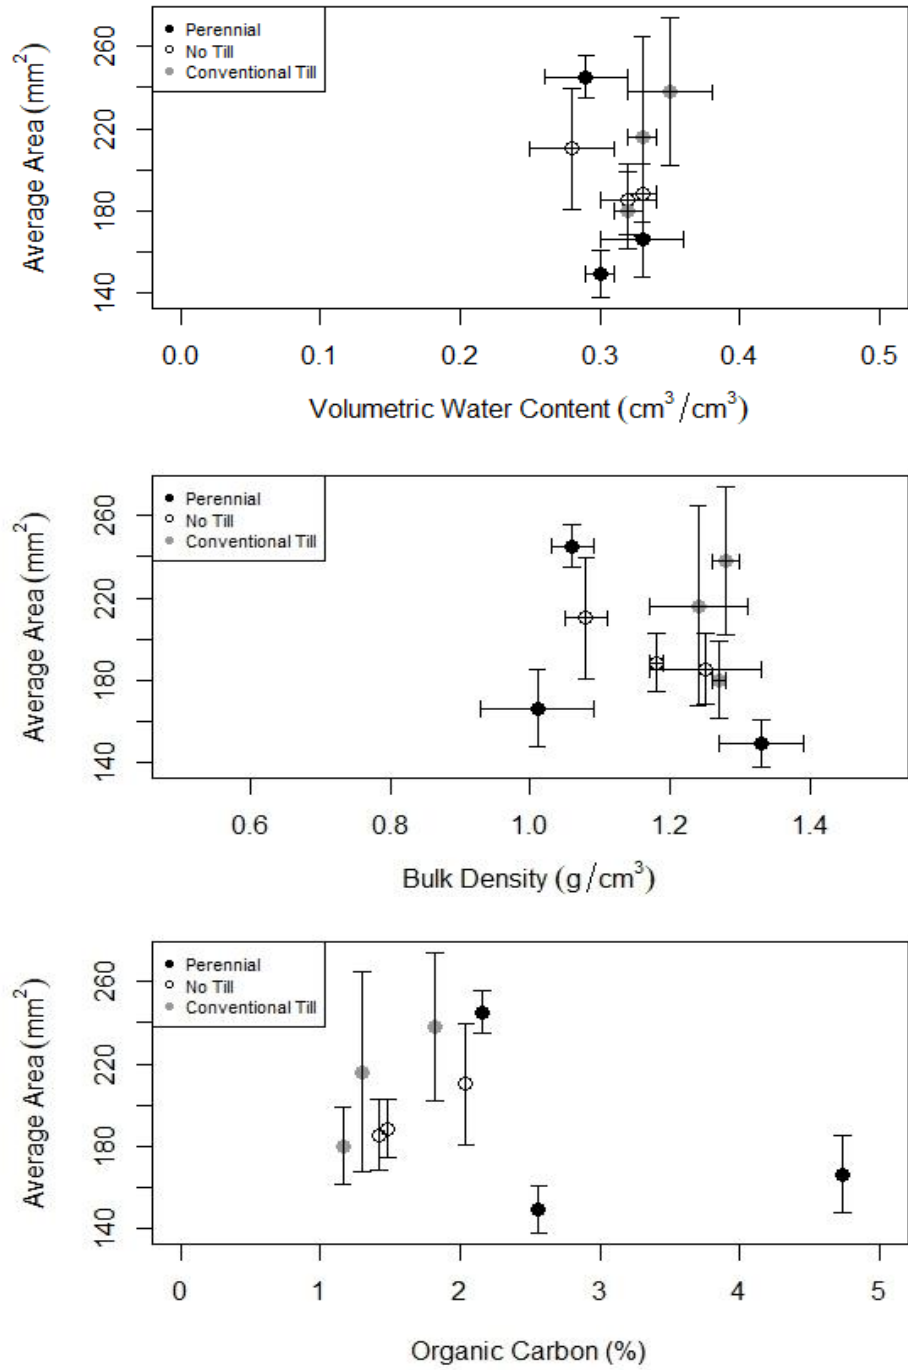 Perennial
No Till
Conventional Till
Average Area (mm²)
260
220
180
140
0.0 0.1 0.2 0.3 0.4 0.5
Volumetric Water Content (cm³/cm³)
Perennial
No Till
Conventional Till
Average Area (mm²)
260
220
180
140
0.6 0.8 1.0 1.2 1.4
Bulk Density (g/cm³)
Perennial
No Till
Conventional Till
Average Area (mm²)
260
220
180
140
0 1 2 3 4 5
Organic Carbon (%)